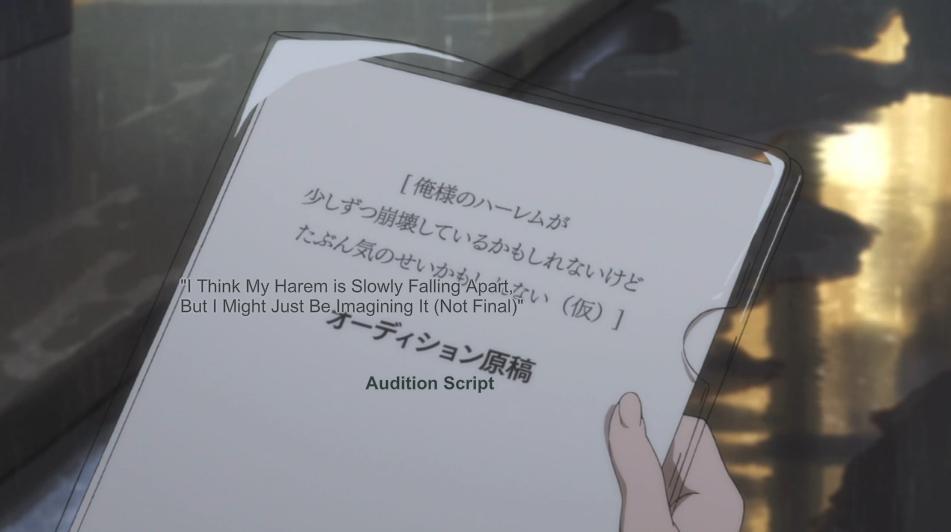 [俺様のハーレムが
少しずつ崩壊しているかもしれないけど
たぶん気のせいかもしれない（仮）]
"I Think My Harem is Slowly Falling Apart,
But I Might Just Be Imagining It (Not Final)"
オーディション原稿
Audition Script